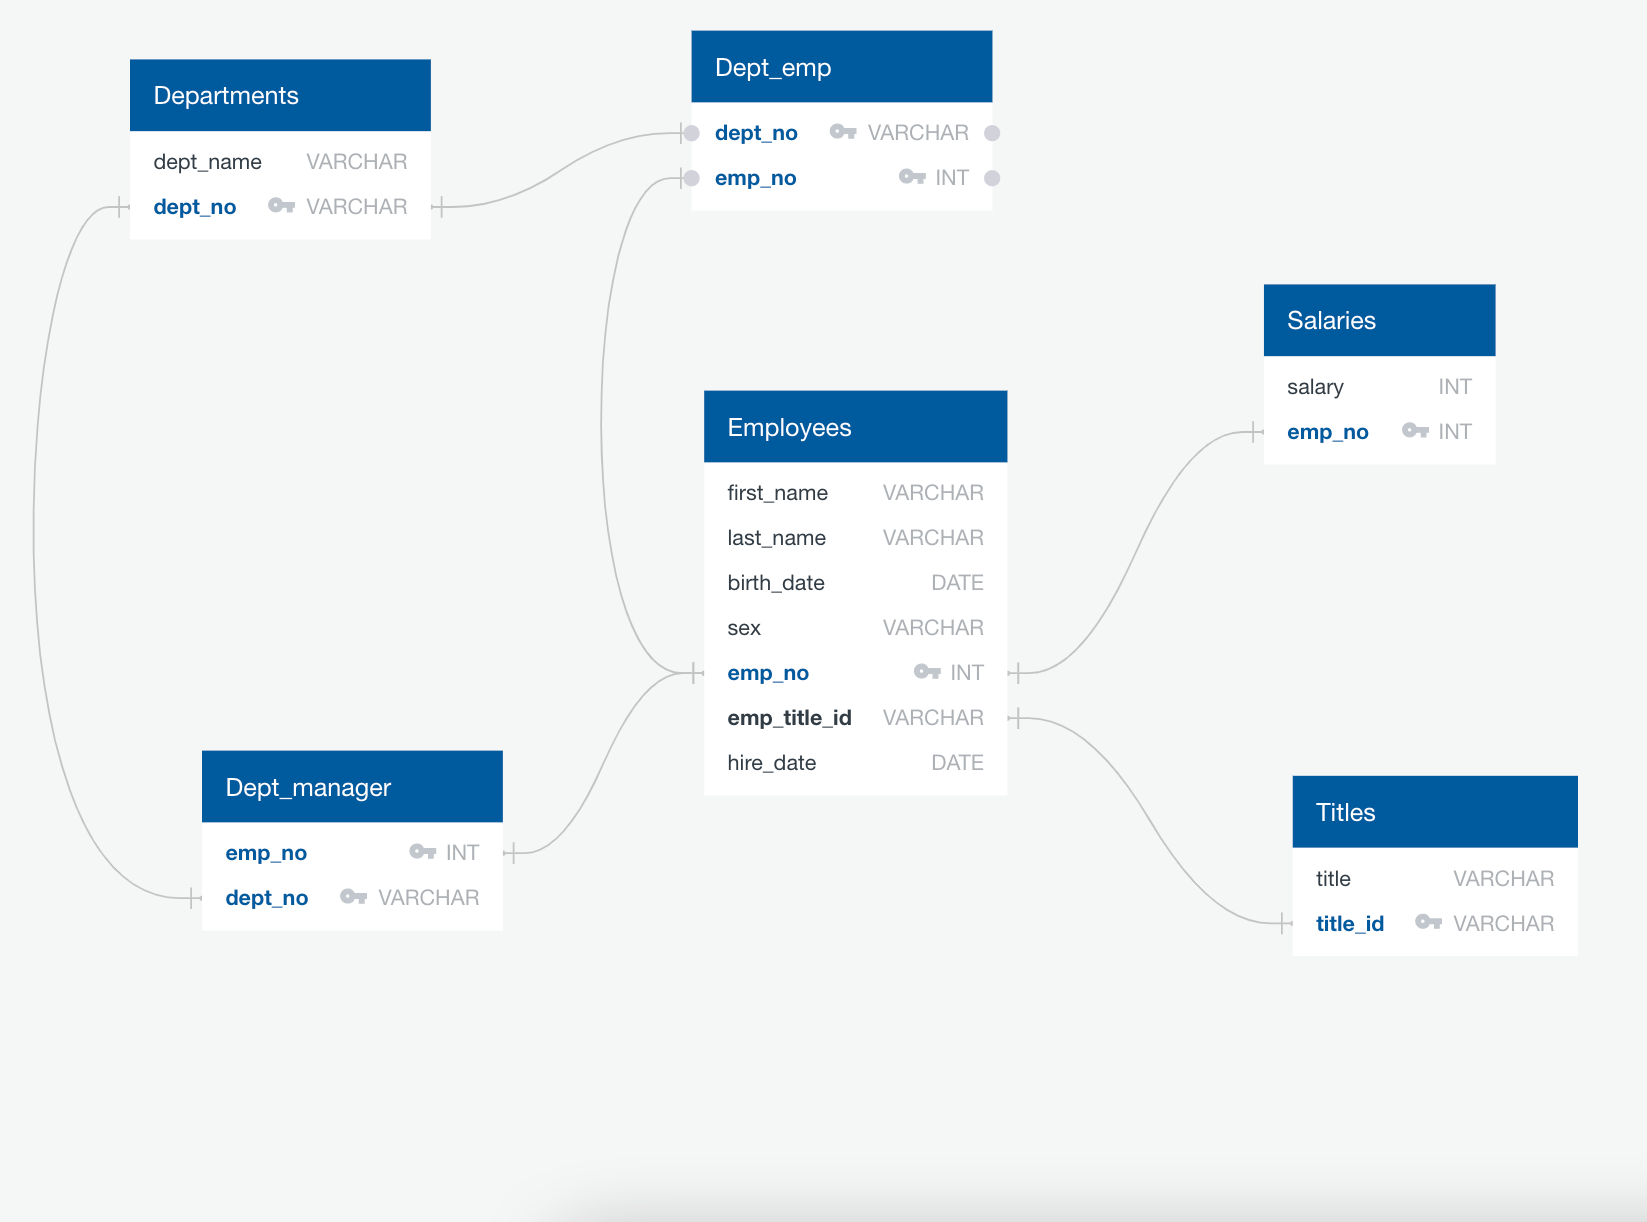 Departments
dept_name VARCHAR
dept_no VARCHAR
Dept_emp
dept_no VARCHAR
emp_no INT
Salaries
salary INT
emp_no INT
Employees
first_name VARCHAR
last_name VARCHAR
birth_date DATE
sex VARCHAR
emp_no INT
emp_title_id VARCHAR
hire_date DATE
Dept_manager
emp_no INT
dept_no VARCHAR
Titles
title VARCHAR
title_id VARCHAR